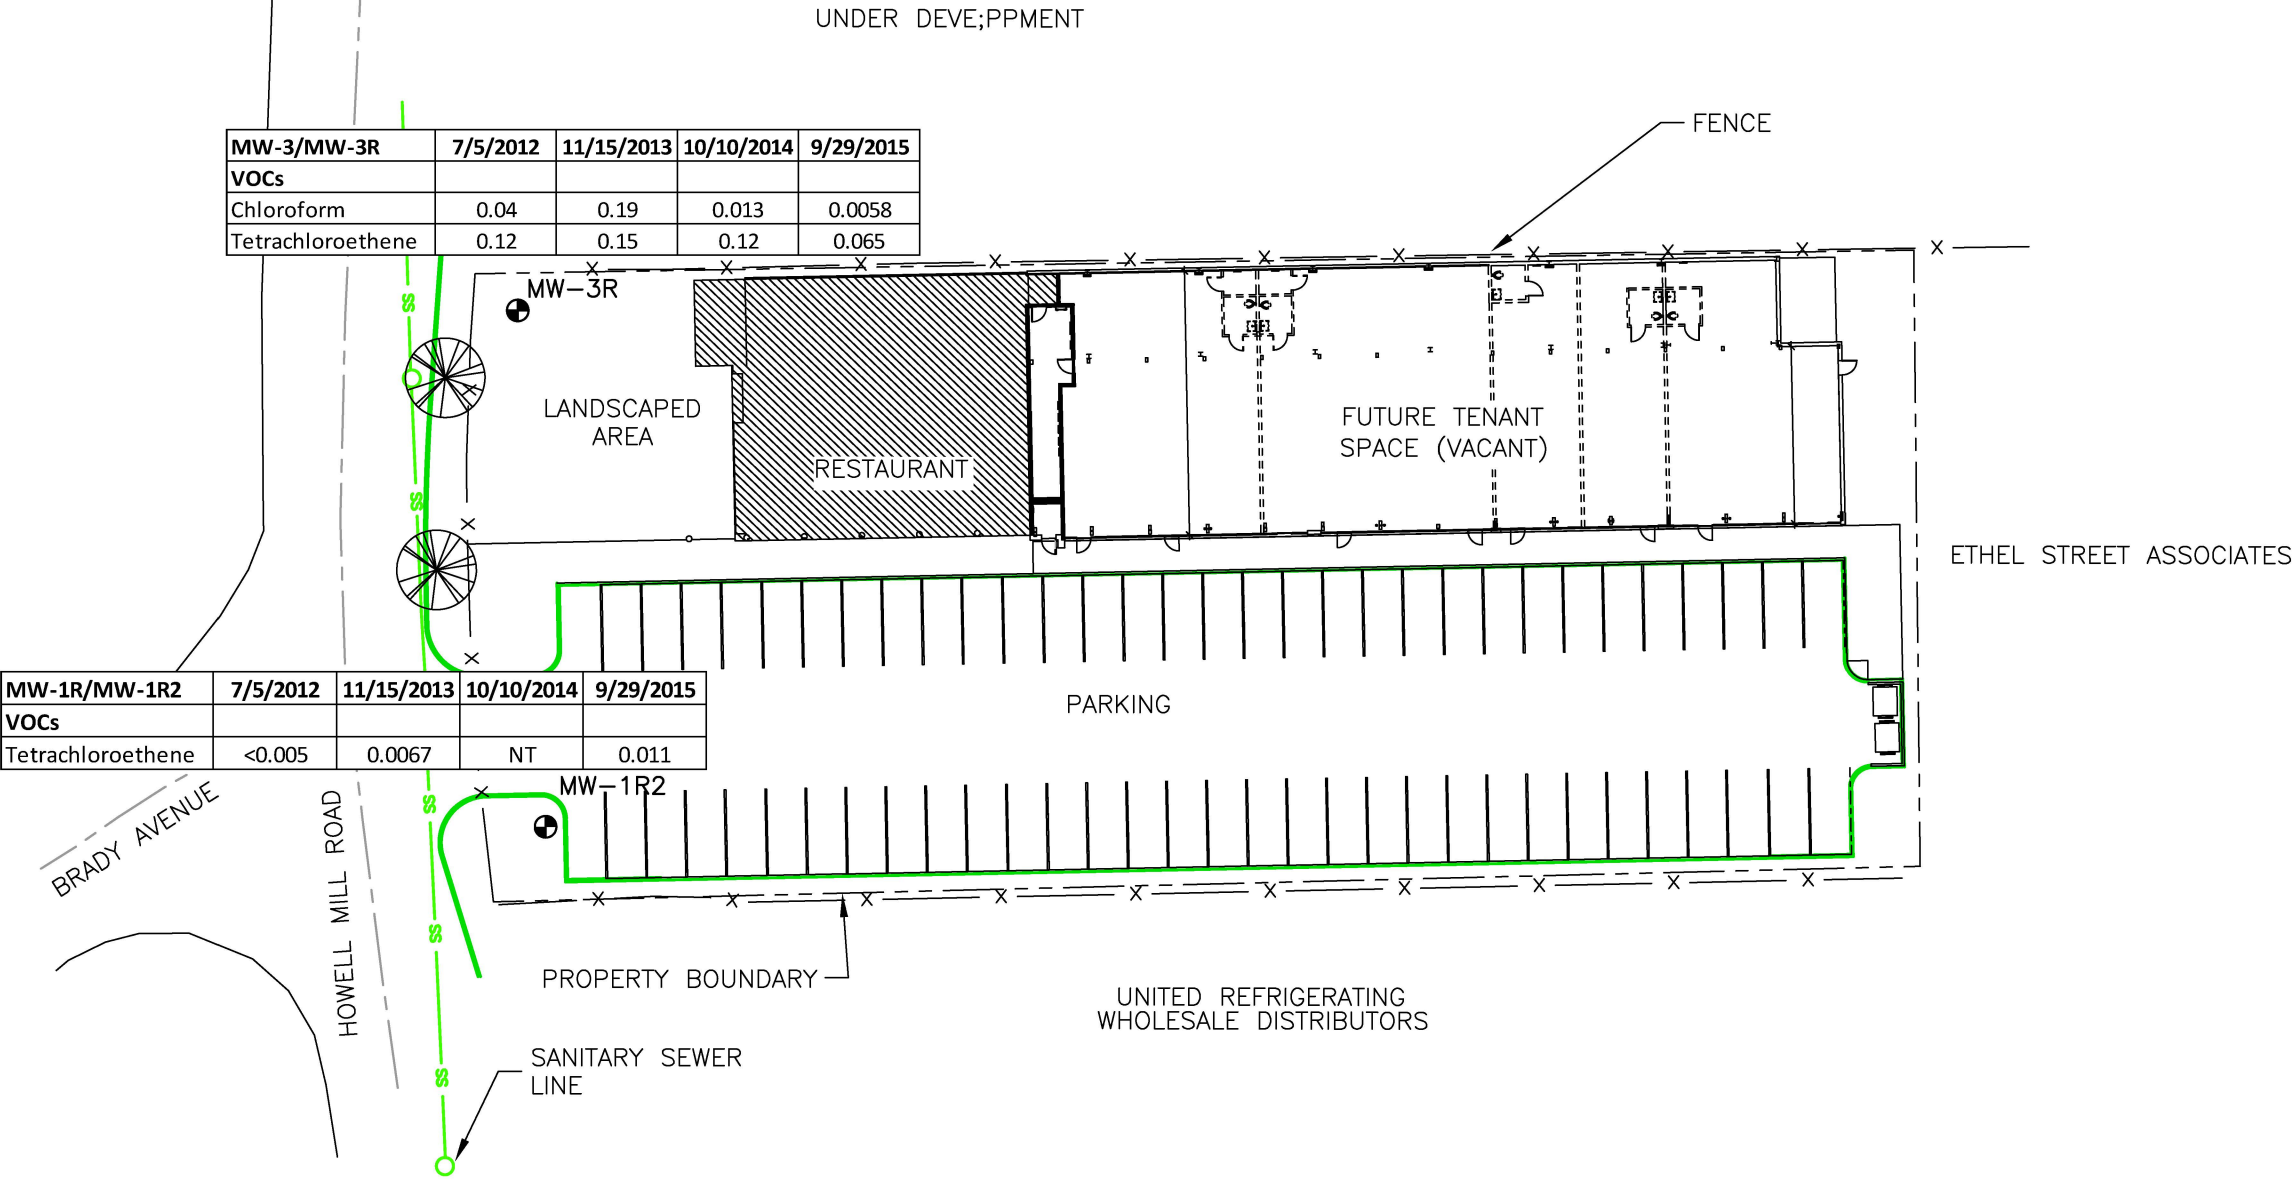 UNDER DEVE;PPMENT
FENCE
MW-3/MW-3R 7/5/2012 11/15/2013 10/10/2014 9/29/2015
VOCs
Chloroform 0.04 0.19 0.013 0.0058
Tetrachloroethene 0.12 0.15 0.12 0.065
MW-3R
SS
LANDSCAPED
AREA
RESTAURANT
FUTURE TENANT
SPACE (VACANT)
SS
ETHEL STREET ASSOCIATES
MW-1R/MW-1R2 7/5/2012 11/15/2013 10/10/2014 9/29/2015
VOCs
Tetrachloroethene <0.005 0.0067 NT 0.011
PARKING
MW-1R2
SS
BRADY AVENUE
HOWELL MILL ROAD
SS
PROPERTY BOUNDARY
UNITED REFRIGERATING
WHOLESALE DISTRIBUTORS
SANITARY SEWER
LINE
SS